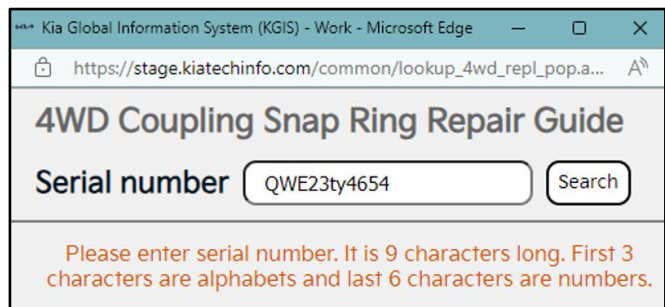 Kia Global Information System (KGIS) - Work - Microsoft Edge
https://stage.kiatechinfo.com/common/lookup_4wd_repl_pop.a...
4WD Coupling Snap Ring Repair Guide
Serial number QWE23ty4654 Search
Please enter serial number. It is 9 characters long. First 3
characters are alphabets and last 6 characters are numbers.